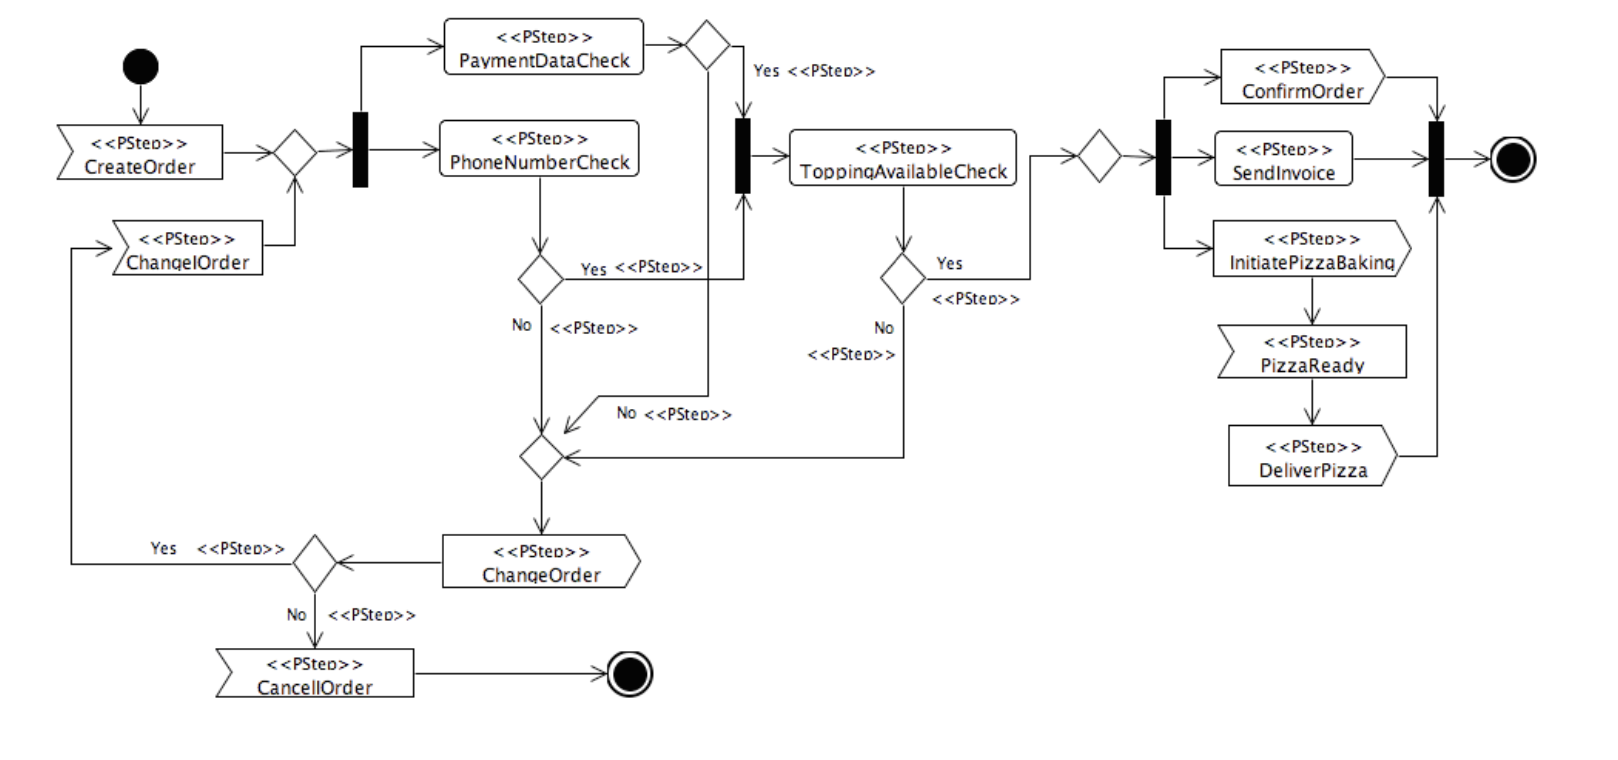 <<PStep>>
PaymentDataCheck
Yes <<PStep>>
<<PStep>>
ConfirmOrder
<<PStep>>
CreateOrder
<<PStep>>
PhoneNumberCheck
<<PStep>>
ToppingAvailableCheck
<<PStep>>
SendInvoice
<<PStep>>
ChangelOrder
<<PStep>>
InitiatePizzaBaking
Yes <<PStep>>
Yes
<<PStep>>
No <<PStep>>
No
<<PStep>>
<<PStep>>
PizzaReady
No <<PStep>>
<<PStep>>
DeliverPizza
Yes <<PStep>>
<<PStep>>
ChangeOrder
No <<PStep>>
<<PStep>>
CancellOrder